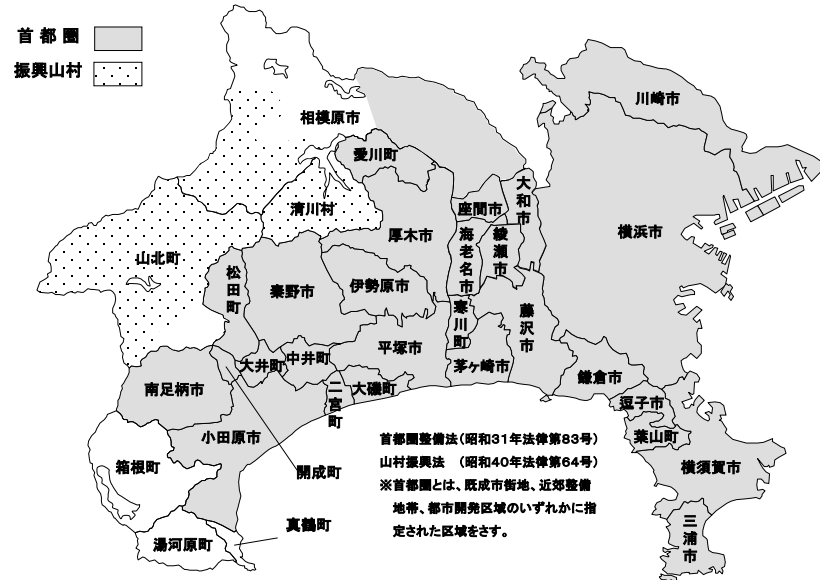 首都圏
振興山村
川崎市
相模原市
愛川町
大和市
座間市
清川村
横浜市
厚木市
海老名市
綾瀬市
山北町
松田町
秦野市
伊勢原市
寒川町
藤沢市
平塚市
大井町
中井町
茅ヶ崎市
鎌倉市
南足柄市
二宮町
大磯町
逗子市
葉山町
小田原市
箱根町
開成町
横須賀市
真鶴町
湯河原町
三浦市
首都圏整備法(昭和31年法律第83号)
山村振興法 (昭和40年法律第64号)
※首都圏とは、既成市街地、近郊整備
地帯、都市開発区域のいずれかに指
定された区域をさす。